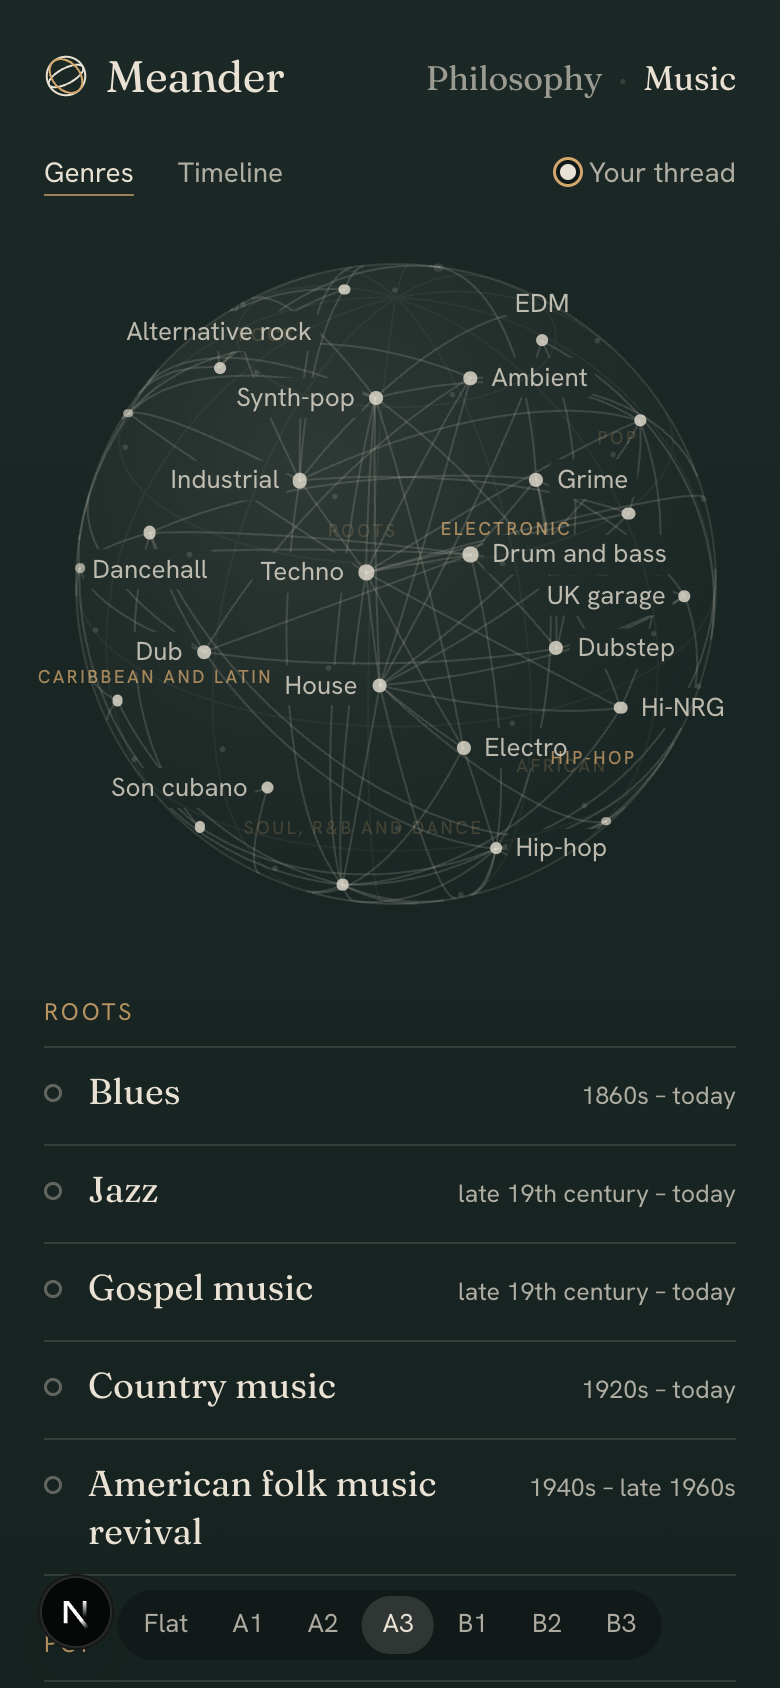 Meander
Philosophy · Music
Genres
Timeline
Your thread
EDM
Alternative rock
Ambient
Synth-pop
POP
Industrial
Grime
ROOTS
ELECTRONIC
Drum and bass
Dancehall
Techno
UK garage
Dub
Dubstep
CARIBBEAN AND LATIN
House
Hi-NRG
Electro
HIP-HOP
AFRICAN
Son cubano
SOUL, R&B AND DANCE
Hip-hop
ROOTS
Blues
1860s – today
Jazz
late 19th century – today
Gospel music
late 19th century – today
Country music
1920s – today
American folk music
revival
1940s – late 1960s
N
Flat
A1
A2
A3
B1
B2
B3